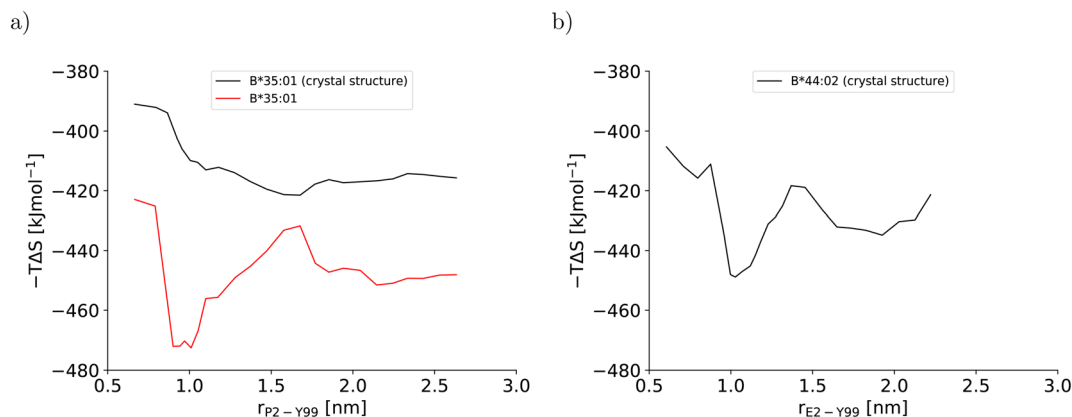 a)
b)
B*35:01 (crystal structure)
B*35:01
−TΔS [kJmol⁻¹]
−380
−400
−420
−440
−460
−480
0.5 1.0 1.5 2.0 2.5 3.0
r_P2−Y99 [nm]
B*44:02 (crystal structure)
−TΔS [kJmol⁻¹]
−380
−400
−420
−440
−460
−480
0.5 1.0 1.5 2.0 2.5 3.0
r_E2−Y99 [nm]